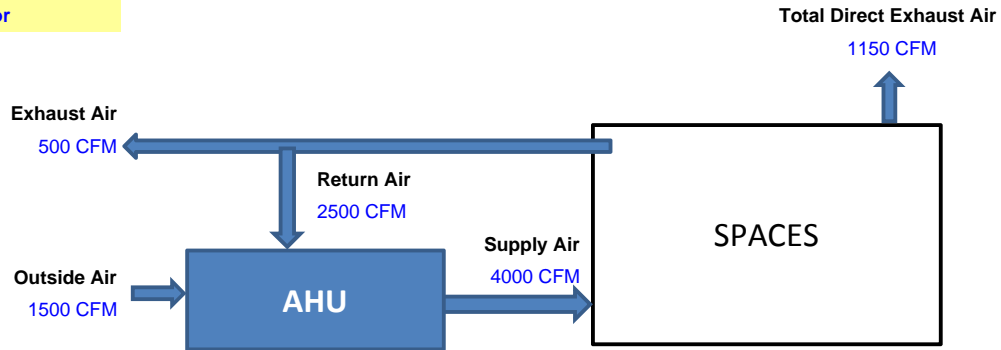 or
Total Direct Exhaust Air
1150 CFM
Exhaust Air
500 CFM
Return Air
2500 CFM
SPACES
Supply Air
4000 CFM
Outside Air
1500 CFM
AHU